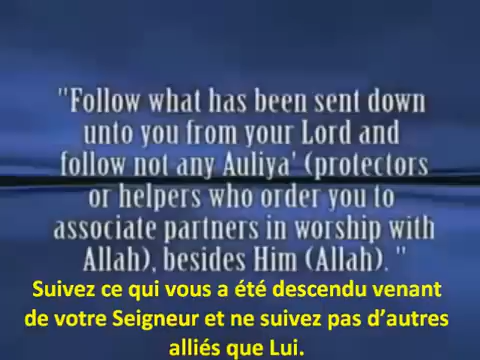 "Follow what has been sent down
unto you from your Lord and
follow not any Auliya' (protectors
or helpers who order you to
associate partners in worship with
Allah), besides Him (Allah). "
Suivez ce qui vous a été descendu venant
de votre Seigneur et ne suivez pas d’autres
alliés que Lui.